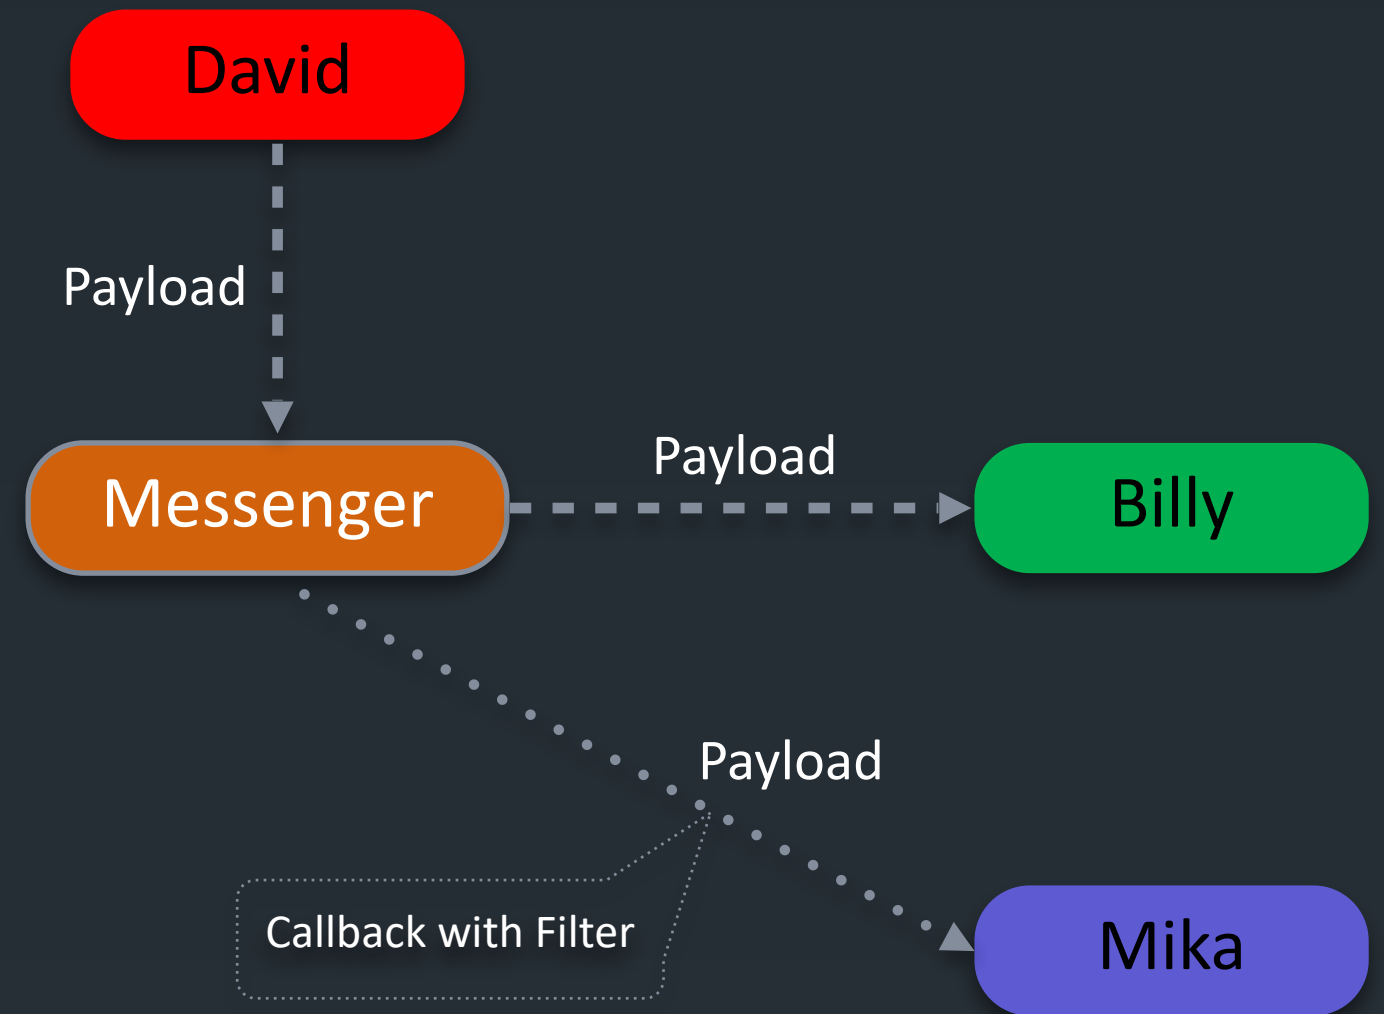 David
Payload
Payload
Messenger
Billy
Payload
Callback with Filter
Mika